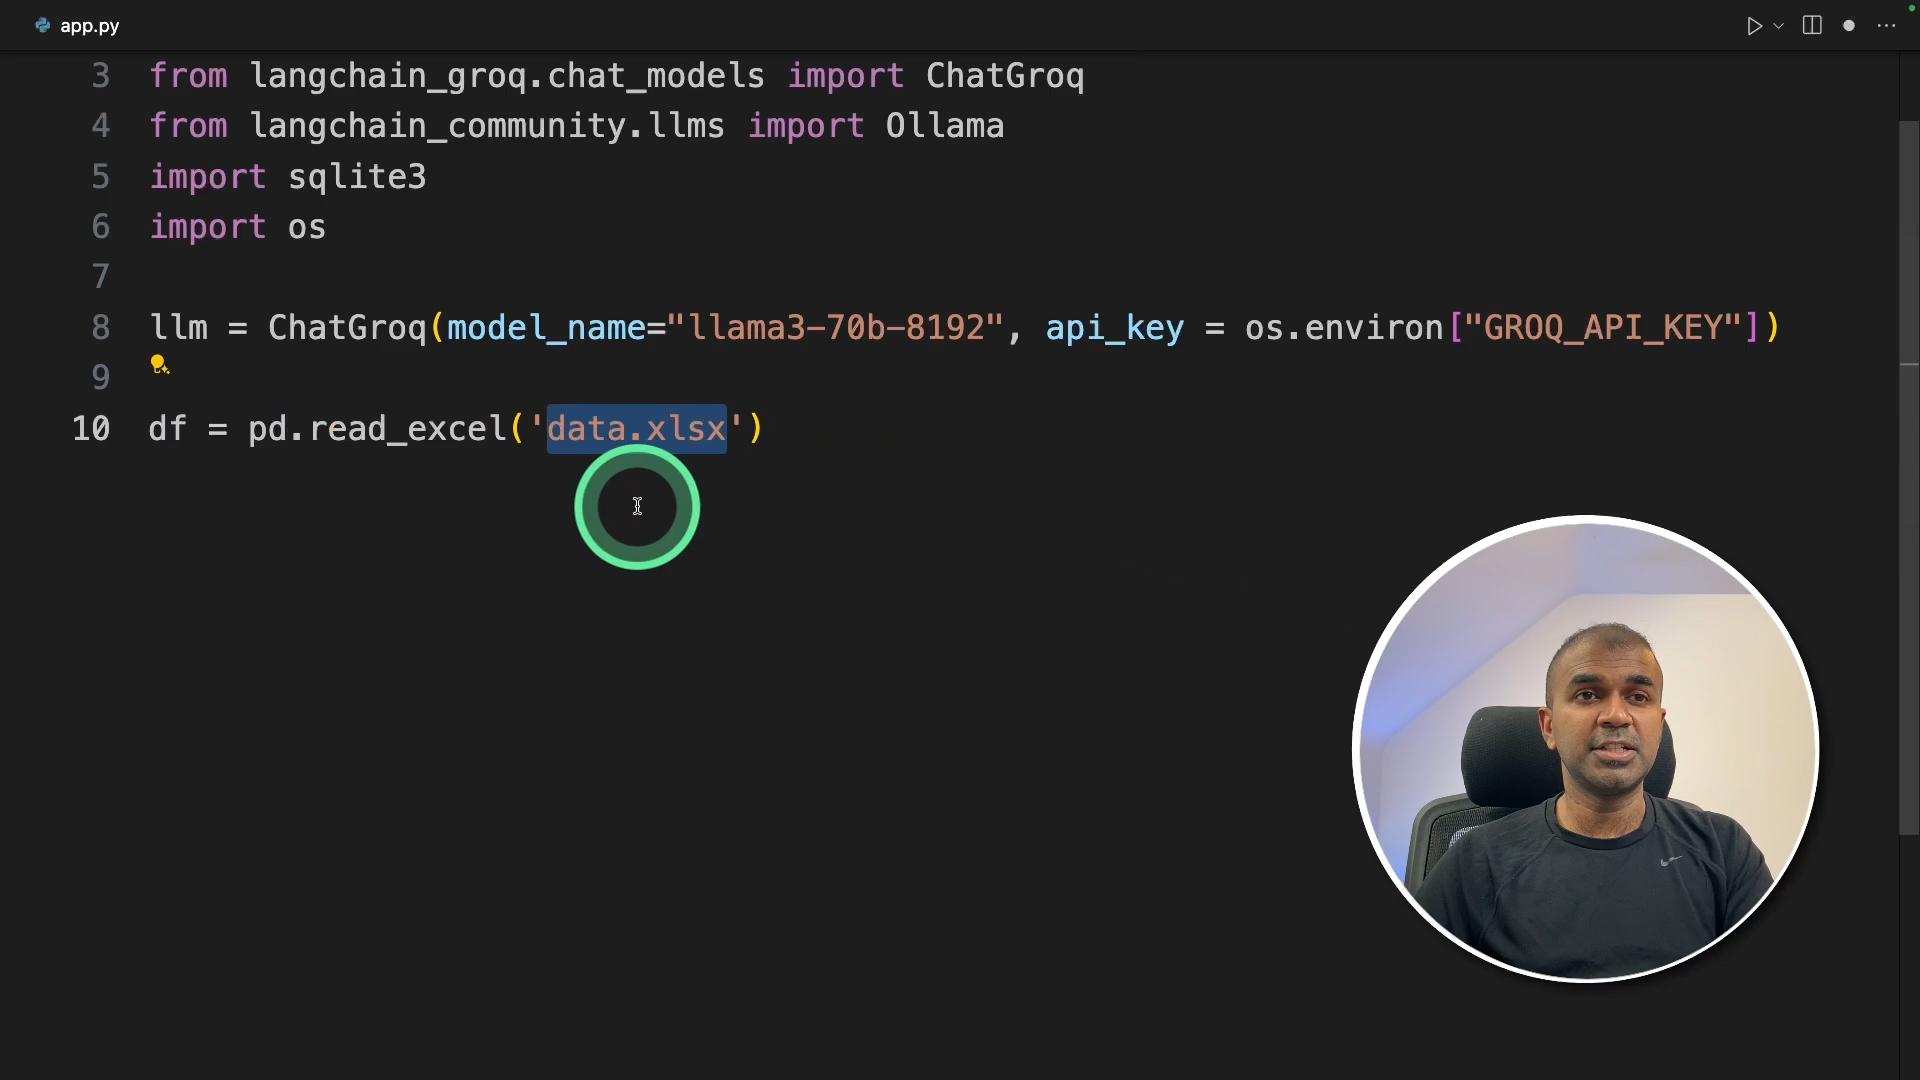 app.py
3 from langchain_groq.chat_models import ChatGroq
4 from langchain_community.llms import Ollama
5 import sqlite3
6 import os
7
8 llm = ChatGroq(model_name="llama3-70b-8192", api_key = os.environ["GROQ_API_KEY"])
9
10 df = pd.read_excel('data.xlsx')